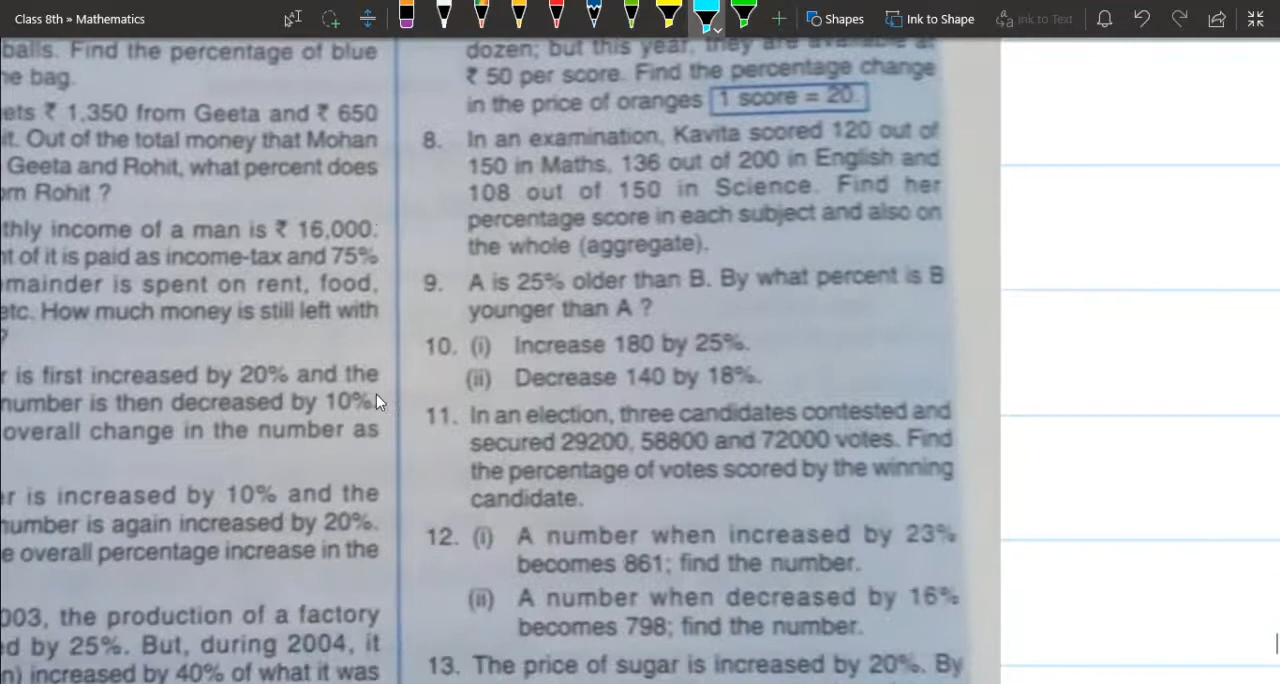 Class 8th » Mathematics
Shapes
Ink to Shape
Ink to Text
balls. Find the percentage of blue
he bag.
ets ₹ 1,350 from Geeta and ₹ 650
it. Out of the total money that Mohan
Geeta and Rohit, what percent does
om Rohit ?
thly income of a man is ₹ 16,000.
nt of it is paid as income-tax and 75%
mainder is spent on rent, food,
etc. How much money is still left with
?
r is first increased by 20% and the
number is then decreased by 10%.
overall change in the number as
er is increased by 10% and the
number is again increased by 20%.
e overall percentage increase in the
003, the production of a factory
ed by 25%. But, during 2004, it
n) increased by 40% of what it was
dozen; but this year, they are available at
₹ 50 per score. Find the percentage change
in the price of oranges 1 score = 20
8. In an examination, Kavita scored 120 out of
150 in Maths, 136 out of 200 in English and
108 out of 150 in Science. Find her
percentage score in each subject and also on
the whole (aggregate).
9. A is 25% older than B. By what percent is B
younger than A ?
10. (i) Increase 180 by 25%.
(ii) Decrease 140 by 18%.
11. In an election, three candidates contested and
secured 29200, 58800 and 72000 votes. Find
the percentage of votes scored by the winning
candidate.
12. (i) A number when increased by 23%
becomes 861; find the number.
(ii) A number when decreased by 16%
becomes 798; find the number.
13. The price of sugar is increased by 20%. By